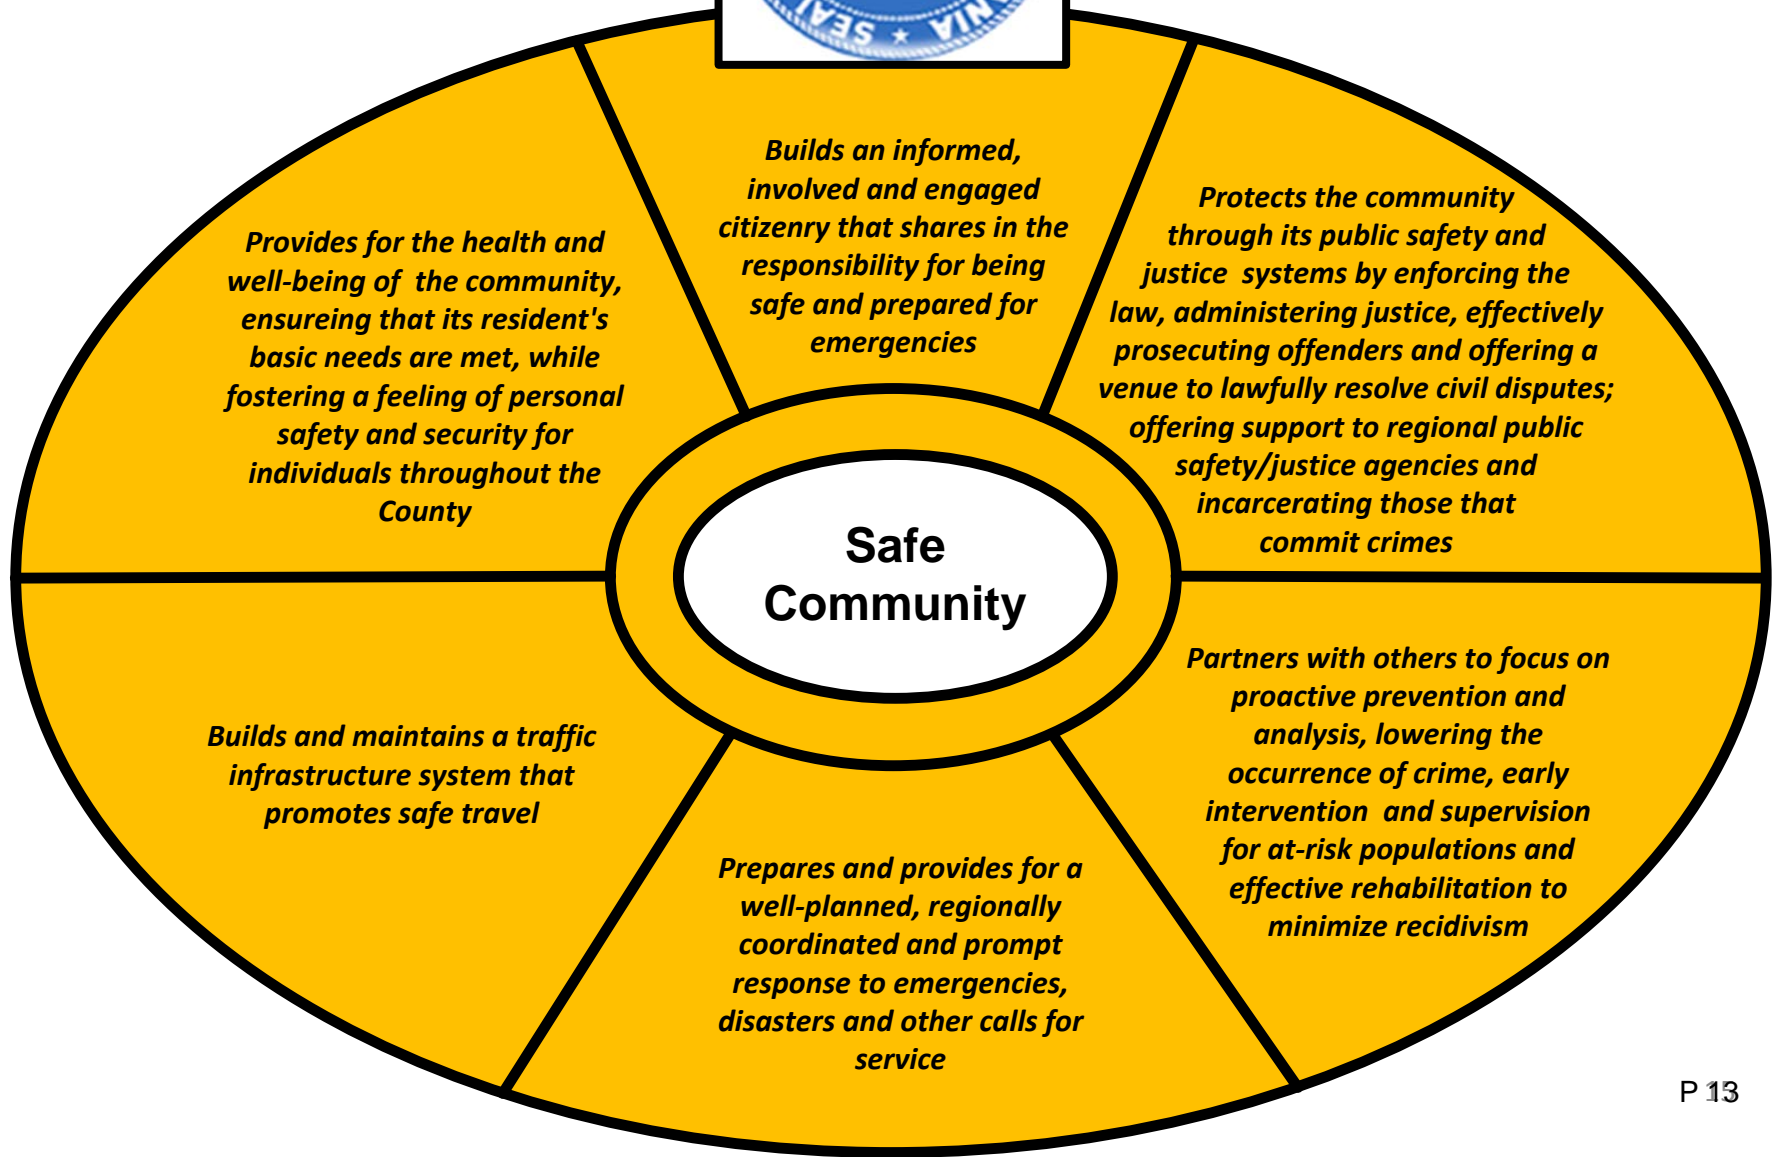 SEAL
Builds an informed,
involved and engaged
citizenry that shares in the
responsibility for being
safe and prepared for
emergencies
Protects the community
through its public safety and
justice systems by enforcing the
law, administering justice, effectively
prosecuting offenders and offering a
venue to lawfully resolve civil disputes;
offering support to regional public
safety/justice agencies and
incarcerating those that
commit crimes
Provides for the health and
well-being of the community,
ensureing that its resident's
basic needs are met, while
fostering a feeling of personal
safety and security for
individuals throughout the
County
Safe
Community
Partners with others to focus on
proactive prevention and
analysis, lowering the
occurrence of crime, early
intervention and supervision
for at-risk populations and
effective rehabilitation to
minimize recidivism
Builds and maintains a traffic
infrastructure system that
promotes safe travel
Prepares and provides for a
well-planned, regionally
coordinated and prompt
response to emergencies,
disasters and other calls for
service
P 13